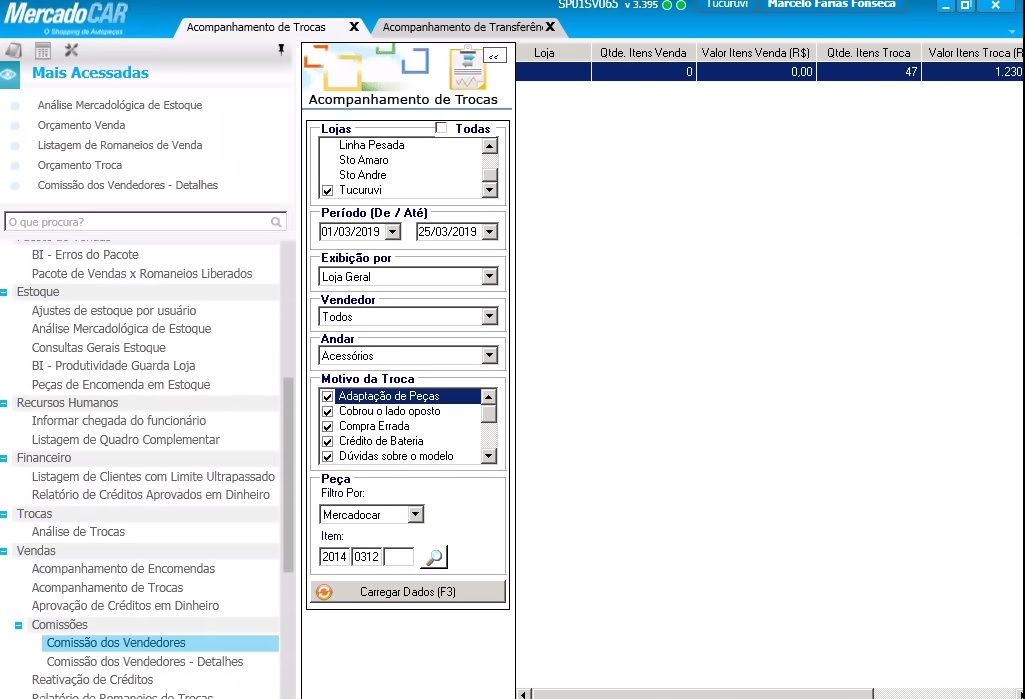 MercadoCAR
O Shopping da Autopeças
SP01SV065 v 3.395
Tucuruvi
Marcelo Farias Fonseca
Acompanhamento de Trocas X
Acompanhamento de Transferên X
Mais Acessadas
Análise Mercadológica de Estoque
Orçamento Venda
Listagem de Romaneios de Venda
Orçamento Troca
Comissão dos Vendedores - Detalhes
O que procura?
Pacote de Vendas
BI - Erros do Pacote
Pacote de Vendas x Romaneios Liberados
Estoque
Ajustes de estoque por usuário
Análise Mercadológica de Estoque
Consultas Gerais Estoque
BI - Produtividade Guarda Loja
Peças de Encomenda em Estoque
Recursos Humanos
Informar chegada do funcionário
Listagem de Quadro Complementar
Financeiro
Listagem de Clientes com Limite Ultrapassado
Relatório de Créditos Aprovados em Dinheiro
Trocas
Análise de Trocas
Vendas
Acompanhamento de Encomendas
Acompanhamento de Trocas
Aprovação de Créditos em Dinheiro
Comissões
Comissão dos Vendedores
Comissão dos Vendedores - Detalhes
Reativação de Créditos
Relatório de Romaneios de Trocas
<<
Acompanhamento de Trocas
Lojas Todas
Linha Pesada
Sto Amaro
Sto Andre
Tucuruvi
Período (De / Até)
01/03/2019 25/03/2019
Exibição por
Loja Geral
Vendedor
Todos
Andar
Acessórios
Motivo da Troca
Adaptação de Peças
Cobrou o lado oposto
Compra Errada
Crédito de Bateria
Dúvidas sobre o modelo
Peça
Filtro Por:
Mercadocar
Item:
2014 0312
Carregar Dados (F3)
Loja Qtde. Itens Venda Valor Itens Venda (R$) Qtde. Itens Troca Valor Itens Troca (R
0 0,00 47 1.230